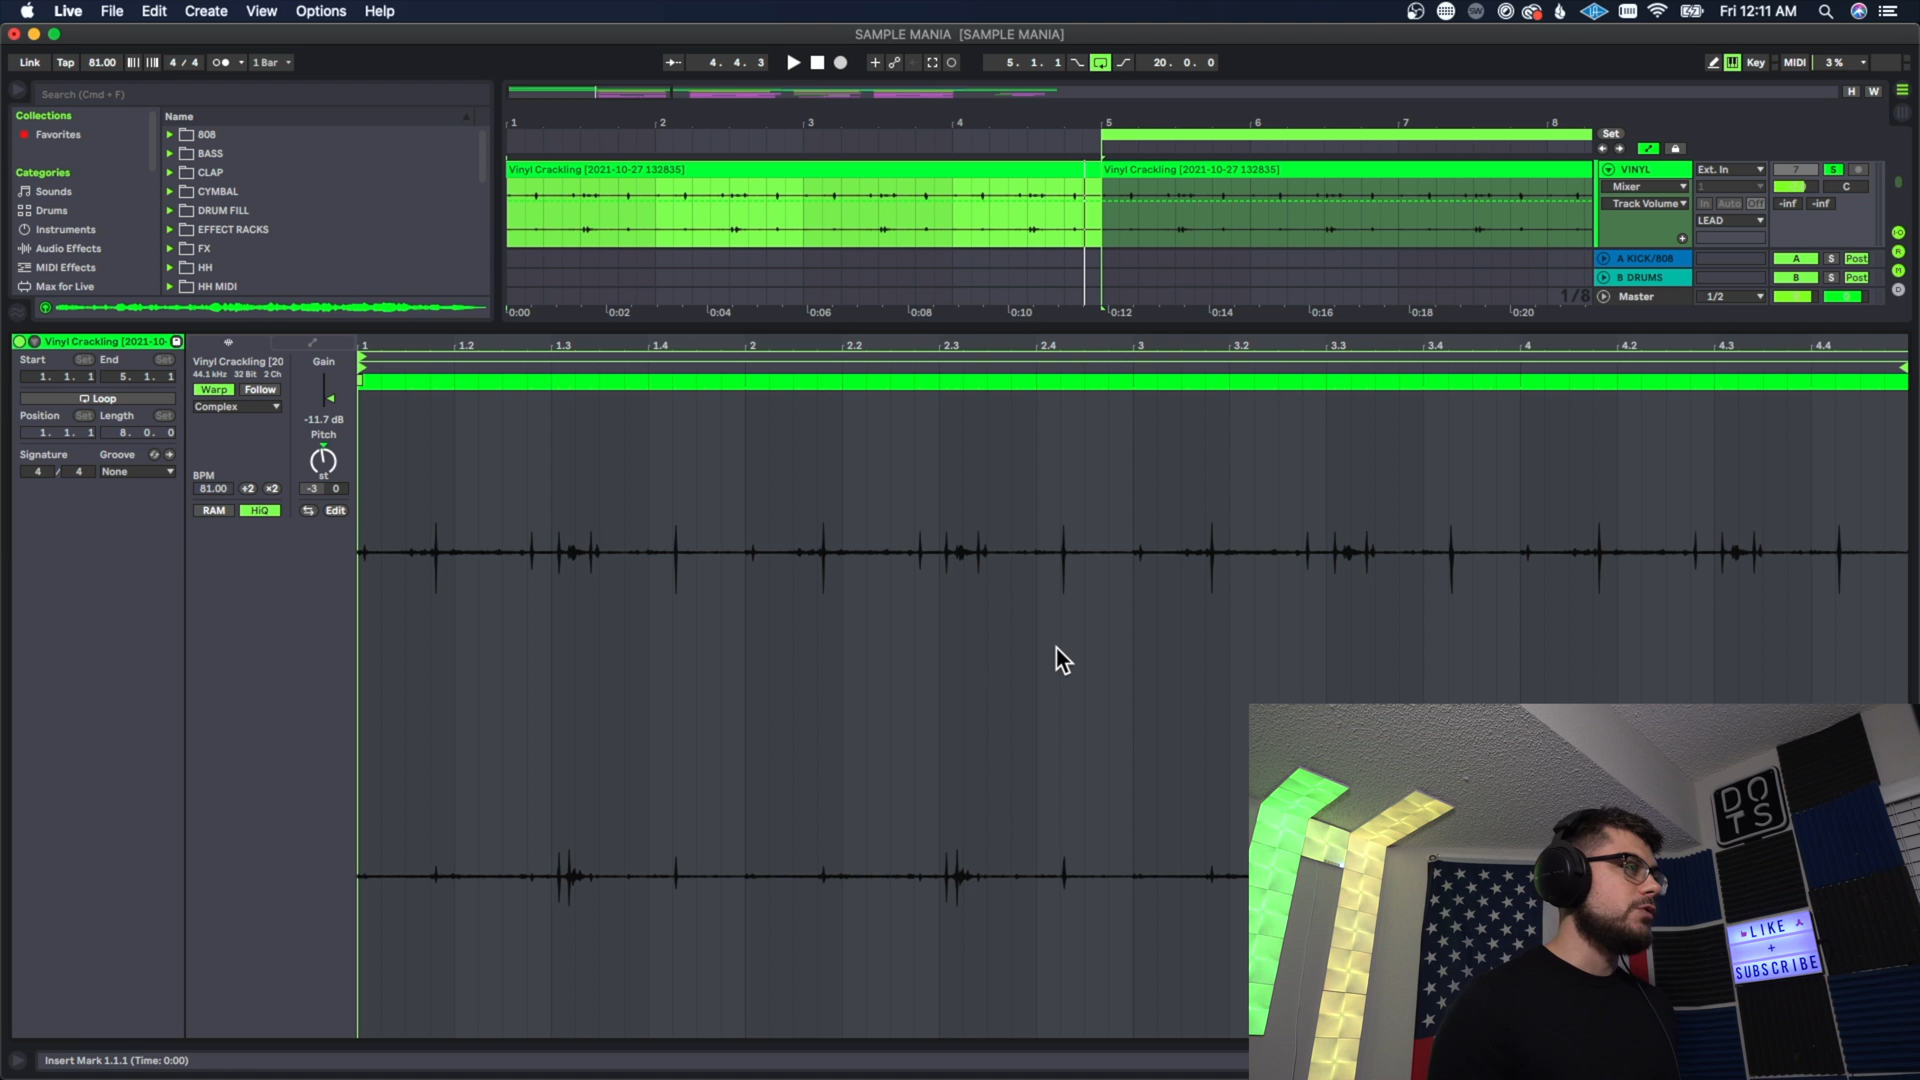 Live File Edit Create View Options Help
Fri 12:11 AM
SAMPLE MANIA [SAMPLE MANIA]
Link Tap 81.00 4 / 4 1 Bar 4. 4. 3 5. 1. 1 20. 0. 0 Key MIDI 3 %
Search (Cmd + F)
H W
Collections
Favorites
Categories
Sounds
Drums
Instruments
Audio Effects
MIDI Effects
Max for Live
Name
808
BASS
CLAP
CYMBAL
DRUM FILL
EFFECT RACKS
FX
HH
HH MIDI
1 2 3 4 5 6 7 8
Set
Vinyl Crackling [2021-10-27 132835] Vinyl Crackling [2021-10-27 132835]
VINYL Ext. In 7 S
Mixer 1 C
Track Volume In Auto Off -inf -inf
LEAD
A KICK/808 A S Post
B DRUMS B S Post
1/8 Master 1/2
0:00 0:02 0:04 0:06 0:08 0:10 0:12 0:14 0:16 0:18 0:20
Vinyl Crackling [2021-10-
Start Set End Set
1. 1. 1 5. 1. 1
Loop
Position Set Length Set
1. 1. 1 8. 0. 0
Signature Groove
4 / 4 None
Vinyl Crackling [20
44.1 kHz 32 Bit 2 Ch
Warp Follow
Complex
BPM
81.00 ÷2 ×2
RAM HiQ
Gain
-11.7 dB
Pitch
st
-3 0
Edit
1 1.2 1.3 1.4 2 2.2 2.3 2.4 3 3.2 3.3 3.4 4 4.2 4.3 4.4
DOTS
LIKE
+
SUBSCRIBE
Insert Mark 1.1.1 (Time: 0:00)